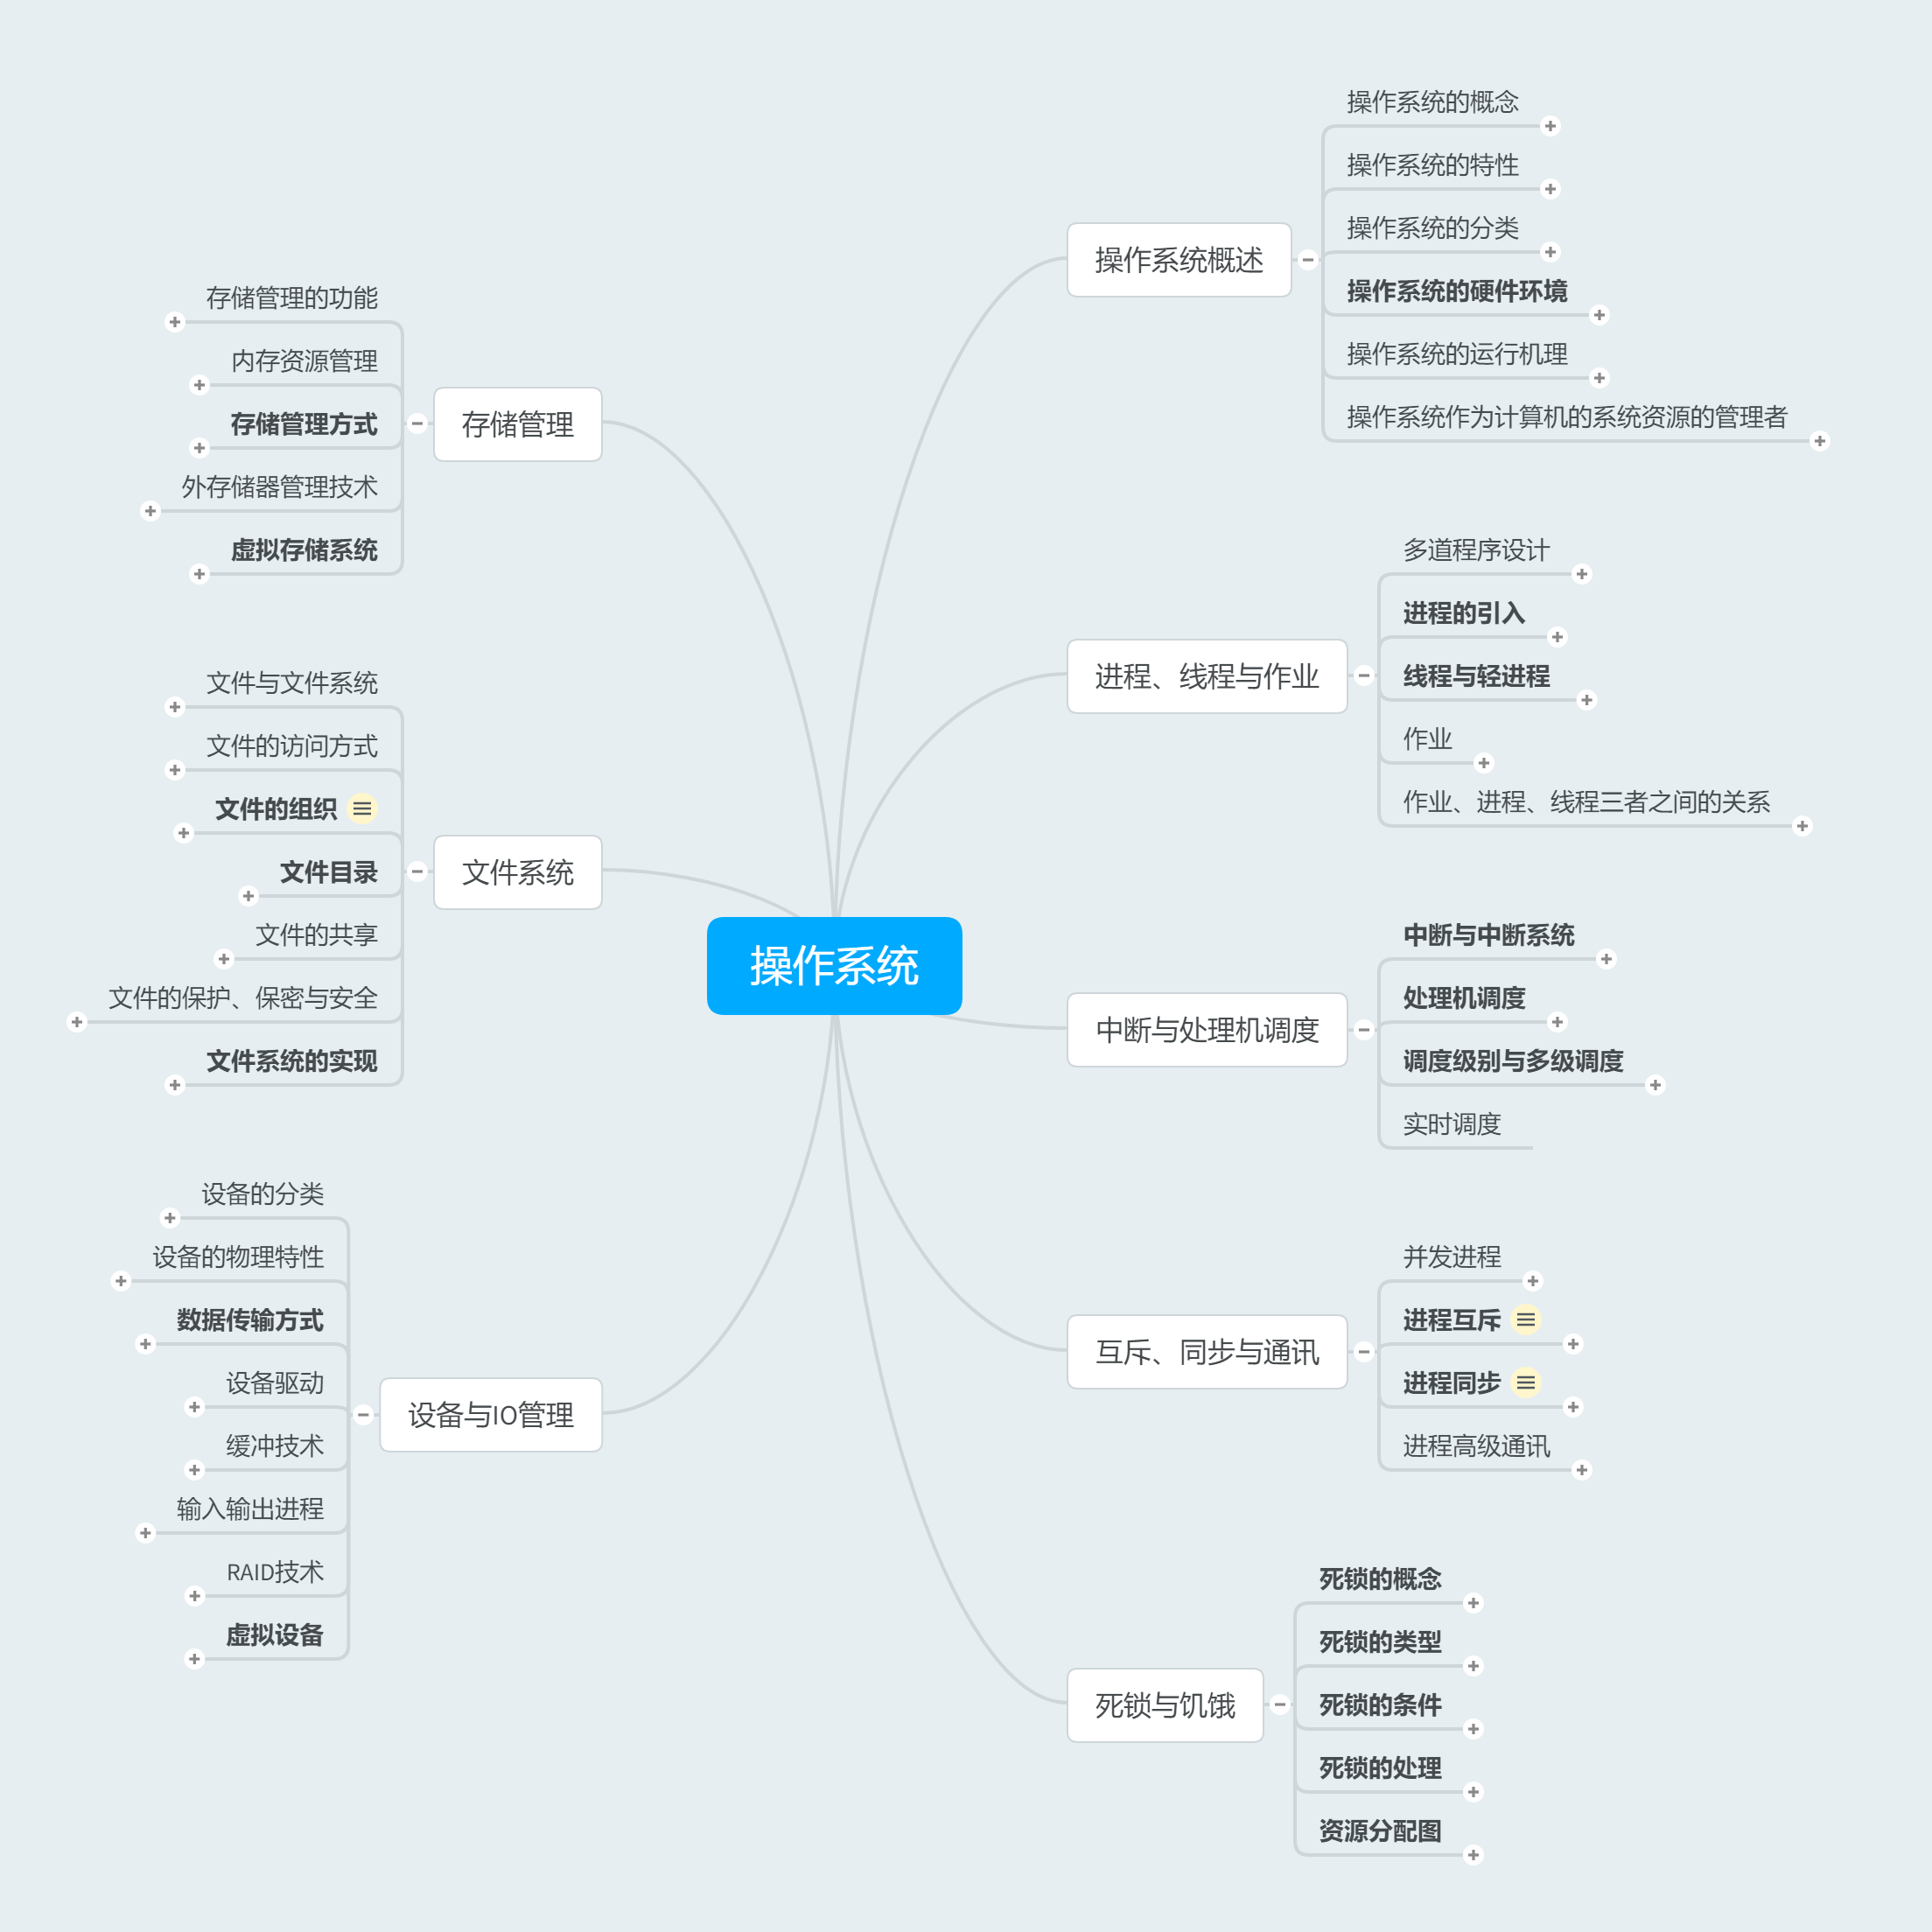 操作系统
操作系统概述
操作系统的概念
操作系统的特性
操作系统的分类
操作系统的硬件环境
操作系统的运行机理
操作系统作为计算机的系统资源的管理者
进程、线程与作业
多道程序设计
进程的引入
线程与轻进程
作业
作业、进程、线程三者之间的关系
中断与处理机调度
中断与中断系统
处理机调度
调度级别与多级调度
实时调度
互斥、同步与通讯
并发进程
进程互斥
进程同步
进程高级通讯
死锁与饥饿
死锁的概念
死锁的类型
死锁的条件
死锁的处理
资源分配图
存储管理
存储管理的功能
内存资源管理
存储管理方式
外存储器管理技术
虚拟存储系统
文件系统
文件与文件系统
文件的访问方式
文件的组织
文件目录
文件的共享
文件的保护、保密与安全
文件系统的实现
设备与IO管理
设备的分类
设备的物理特性
数据传输方式
设备驱动
缓冲技术
输入输出进程
RAID技术
虚拟设备